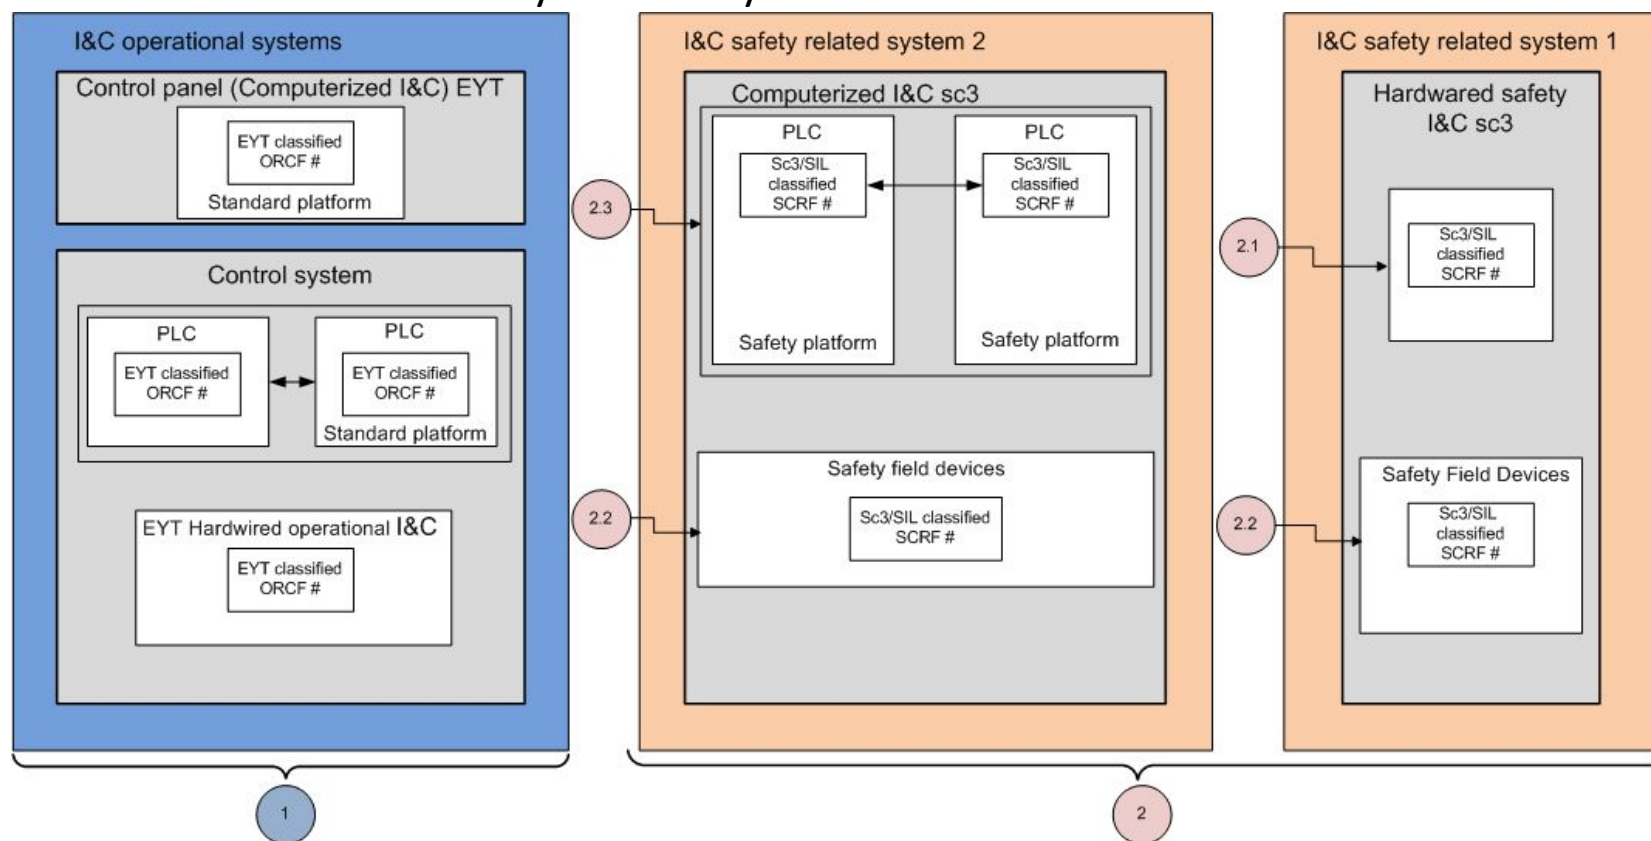 I&C operational systems
Control panel (Computerized I&C) EYT
EYT classified
ORCF #
Standard platform
Control system
PLC
EYT classified
ORCF #
PLC
EYT classified
ORCF #
Standard platform
EYT Hardwired operational I&C
EYT classified
ORCF #
1
I&C safety related system 2
Computerized I&C sc3
PLC
Sc3/SIL
classified
SCRF #
Safety platform
PLC
Sc3/SIL
classified
SCRF #
Safety platform
2.3
Safety field devices
Sc3/SIL classified
SCRF #
2.2
I&C safety related system 1
Hardwared safety
I&C sc3
Sc3/SIL
classified
SCRF #
2.1
Safety Field Devices
Sc3/SIL
classified
SCRF #
2.2
2